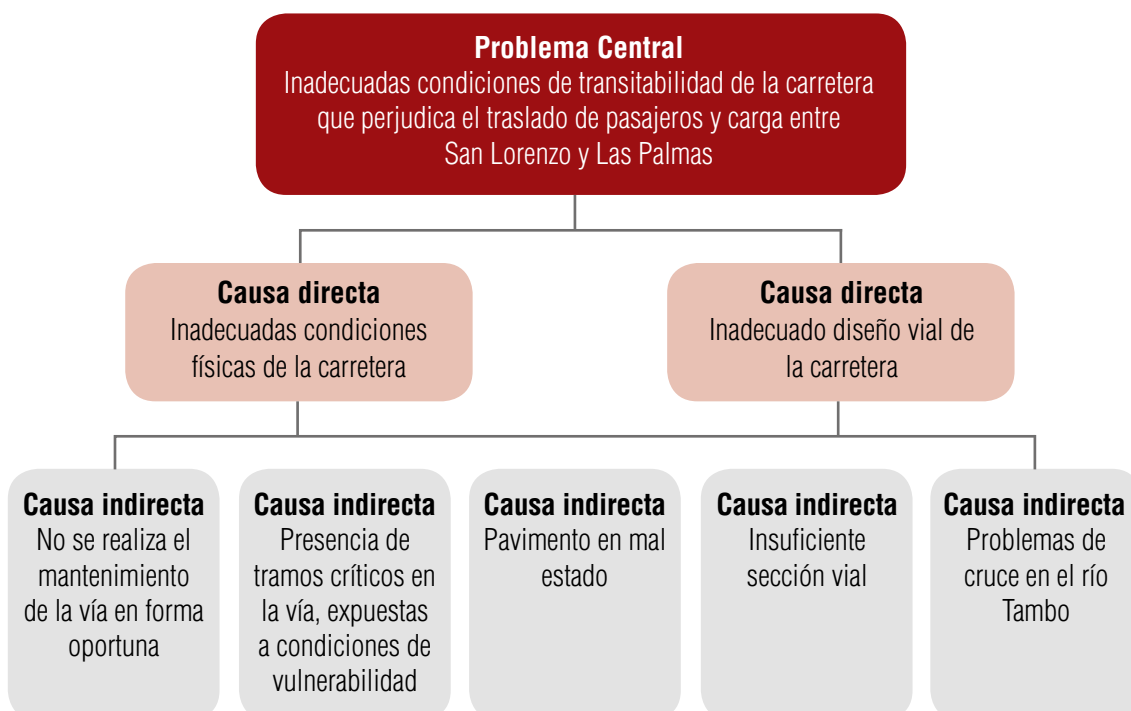 Problema Central
Inadecuadas condiciones de transitabilidad de la carretera
que perjudica el traslado de pasajeros y carga entre
San Lorenzo y Las Palmas
Causa directa
Inadecuadas condiciones
físicas de la carretera
Causa directa
Inadecuado diseño vial de
la carretera
Causa indirecta
No se realiza el
mantenimiento
de la vía en forma
oportuna
Causa indirecta
Presencia de
tramos críticos en
la vía, expuestas
a condiciones de
vulnerabilidad
Causa indirecta
Pavimento en mal
estado
Causa indirecta
Insuficiente
sección vial
Causa indirecta
Problemas de
cruce en el río
Tambo